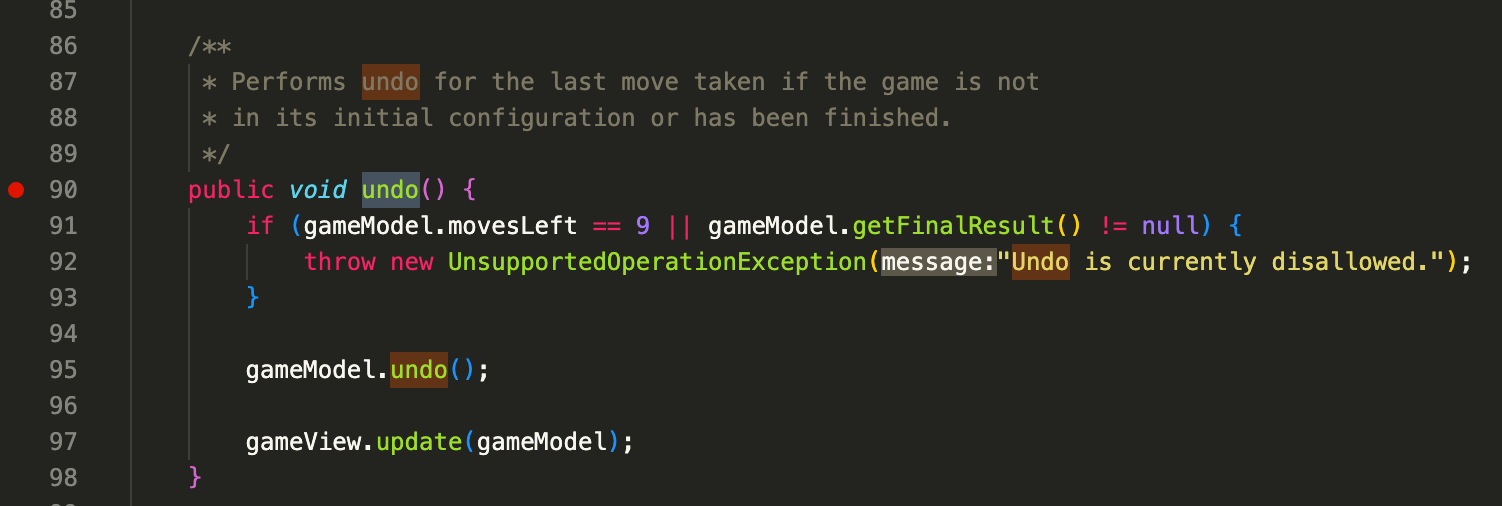 85
86 /**
87 * Performs undo for the last move taken if the game is not
88 * in its initial configuration or has been finished.
89 */
90 public void undo() {
91 if (gameModel.movesLeft == 9 || gameModel.getFinalResult() != null) {
92 throw new UnsupportedOperationException(message:"Undo is currently disallowed.");
93 }
94
95 gameModel.undo();
96
97 gameView.update(gameModel);
98 }